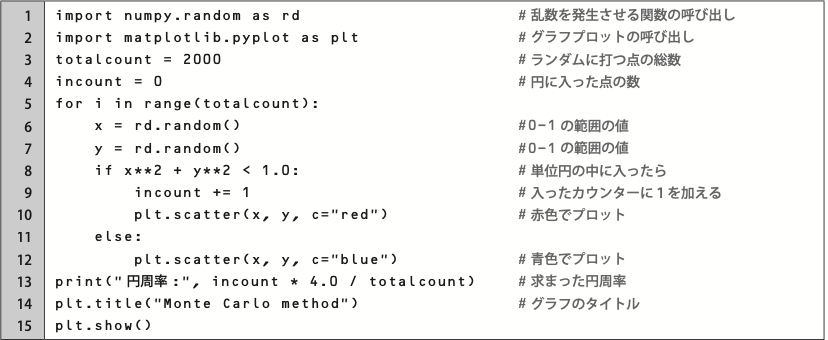 1 import numpy.random as rd # 乱数を発生させる関数の呼び出し
2 import matplotlib.pyplot as plt # グラフプロットの呼び出し
3 totalcount = 2000 # ランダムに打つ点の総数
4 incount = 0 # 円に入った点の数
5 for i in range(totalcount):
6 x = rd.random() #0-1 の範囲の値
7 y = rd.random() #0-1 の範囲の値
8 if x**2 + y**2 < 1.0: # 単位円の中に入ったら
9 incount += 1 # 入ったカウンターに1を加える
10 plt.scatter(x, y, c="red") # 赤色でプロット
11 else:
12 plt.scatter(x, y, c="blue") # 青色でプロット
13 print("円周率:", incount * 4.0 / totalcount) # 求まった円周率
14 plt.title("Monte Carlo method") # グラフのタイトル
15 plt.show()